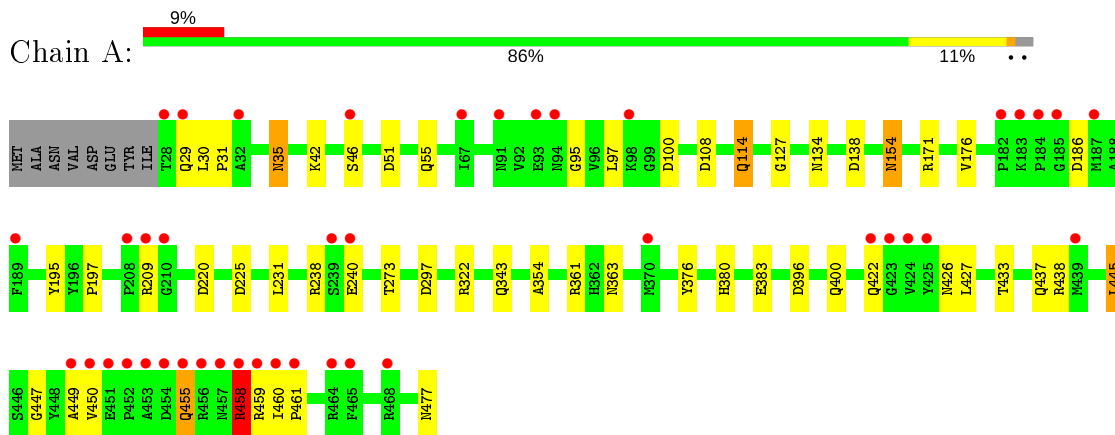 9%
Chain A:
86%
11%
MET ALA ASN VAL ASP GLU TYR ILE T28 Q29 L30 P31 A32 N35 K42 S46 D51 Q55 I67 N91 V92 E93 N94 G95 V96 L97 K98 G99 D100 D108 Q114 G127 N134 D138 N154 R171 V176 P182 K183 P184 G185 D186 M187 A188
F189 Y195 Y196 P197 P208 R209 G210 D220 D225 L231 R238 S239 E240 T273 D297 R322 Q343 A354 R361 H362 N363 M370 Y376 H380 E383 D396 Q400 Q422 G423 V424 Y425 N426 L427 T433 Q437 R438 M439
S446 G447 Y448 A449 V450 E451 P452 A453 D454 Q455 R456 N457 R458 R459 I460 P461 R464 F465 R468 N477